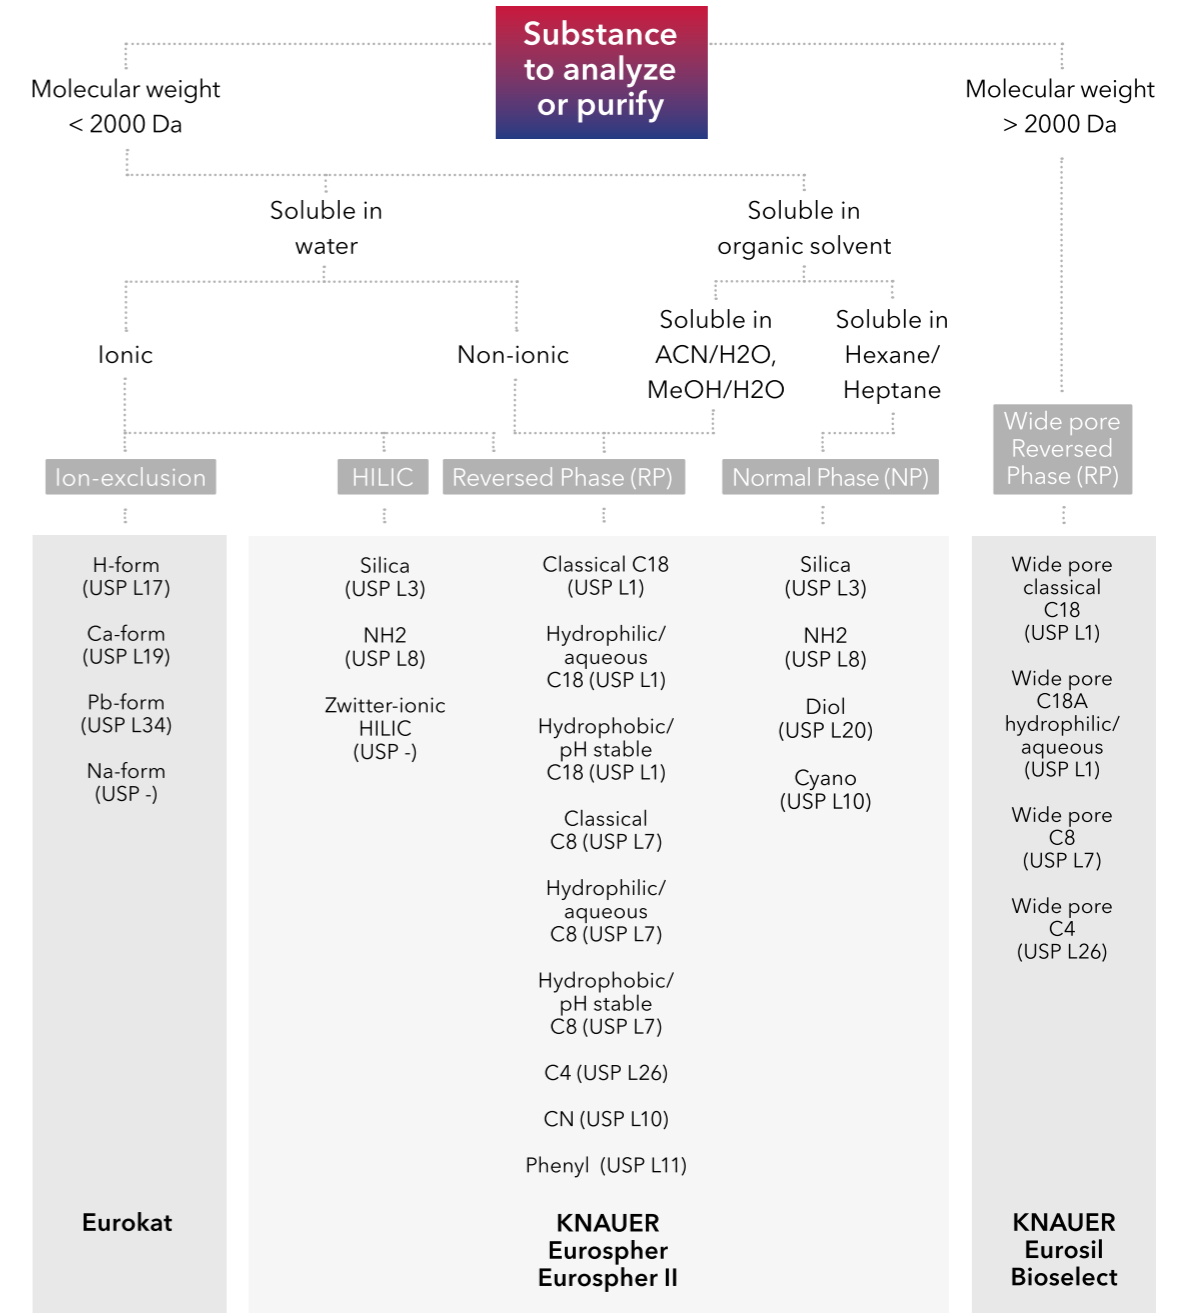 Substance
to analyze
or purify
Molecular weight
< 2000 Da
Molecular weight
> 2000 Da
Soluble in
water
Soluble in
organic solvent
Ionic
Non-ionic
Soluble in
ACN/H2O,
MeOH/H2O
Soluble in
Hexane/
Heptane
Ion-exclusion
HILIC
Reversed Phase (RP)
Normal Phase (NP)
Wide pore
Reversed
Phase (RP)
H-form
(USP L17)
Ca-form
(USP L19)
Pb-form
(USP L34)
Na-form
(USP -)
Eurokat
Silica
(USP L3)
NH2
(USP L8)
Zwitter-ionic
HILIC
(USP -)
Classical C18
(USP L1)
Hydrophilic/
aqueous
C18 (USP L1)
Hydrophobic/
pH stable
C18 (USP L1)
Classical
C8 (USP L7)
Hydrophilic/
aqueous
C8 (USP L7)
Hydrophobic/
pH stable
C8 (USP L7)
C4 (USP L26)
CN (USP L10)
Phenyl (USP L11)
Silica
(USP L3)
NH2
(USP L8)
Diol
(USP L20)
Cyano
(USP L10)
KNAUER
Eurospher
Eurospher II
Wide pore
classical
C18
(USP L1)
Wide pore
C18A
hydrophilic/
aqueous
(USP L1)
Wide pore
C8
(USP L7)
Wide pore
C4
(USP L26)
KNAUER
Eurosil
Bioselect